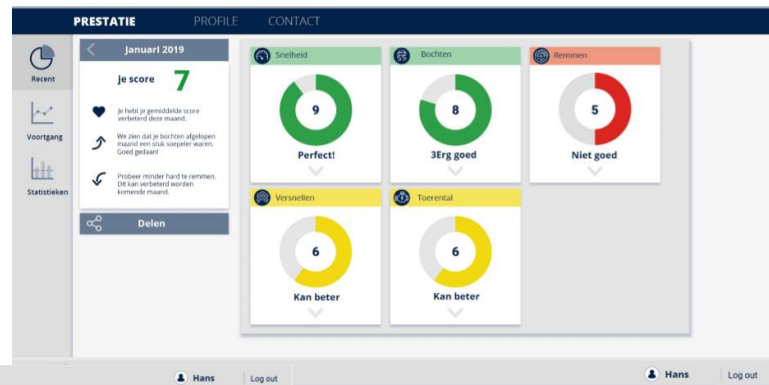 PRESTATIE PROFILE CONTACT
Recent
Voortgang
Statistieken
JanuarI 2019
je score 7
Je hebt je gemiddelde score
verbeterd deze maand.
We zien dat je bochten afgelopen
maand een stuk soepeler waren.
Goed gedaan!
Probeer minder hard te remmen.
Dit kan verbeterd worden
komende maand.
Delen
Snelheid
9
Perfect!
Bochten
8
3Erg goed
Remmen
5
Niet goed
Versnellen
6
Kan beter
Toerental
6
Kan beter
Hans Log out
Hans Log out